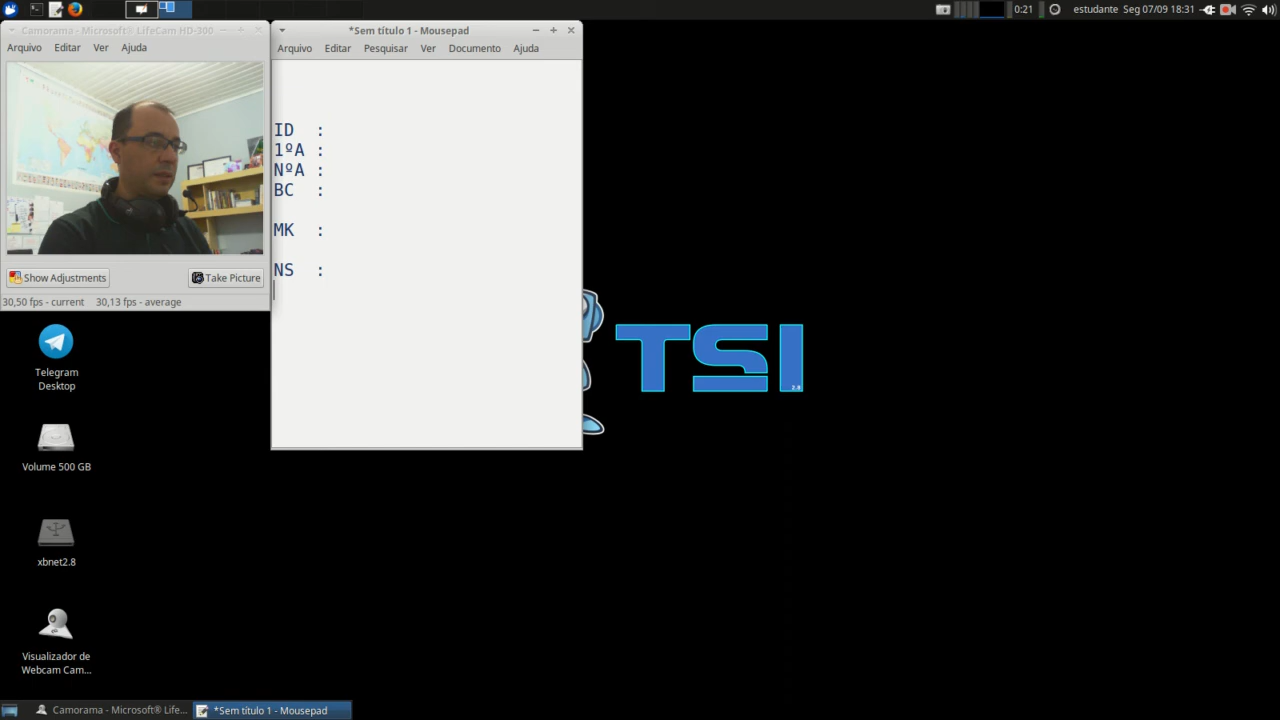 0:21
estudante Seg 07/09 18:31
Camorama - Microsoft® LifeCam HD-300
Arquivo Editar Ver Ajuda
Show Adjustments Take Picture
30,50 fps - current 30,13 fps - average
*Sem título 1 - Mousepad
Arquivo Editar Pesquisar Ver Documento Ajuda
ID :
1ºA :
NºA :
BC :
MK :
NS :
TSI
2.8
Telegram
Desktop
Volume 500 GB
xbnet2.8
Visualizador de
Webcam Cam...
Camorama - Microsoft® Life...
*Sem título 1 - Mousepad